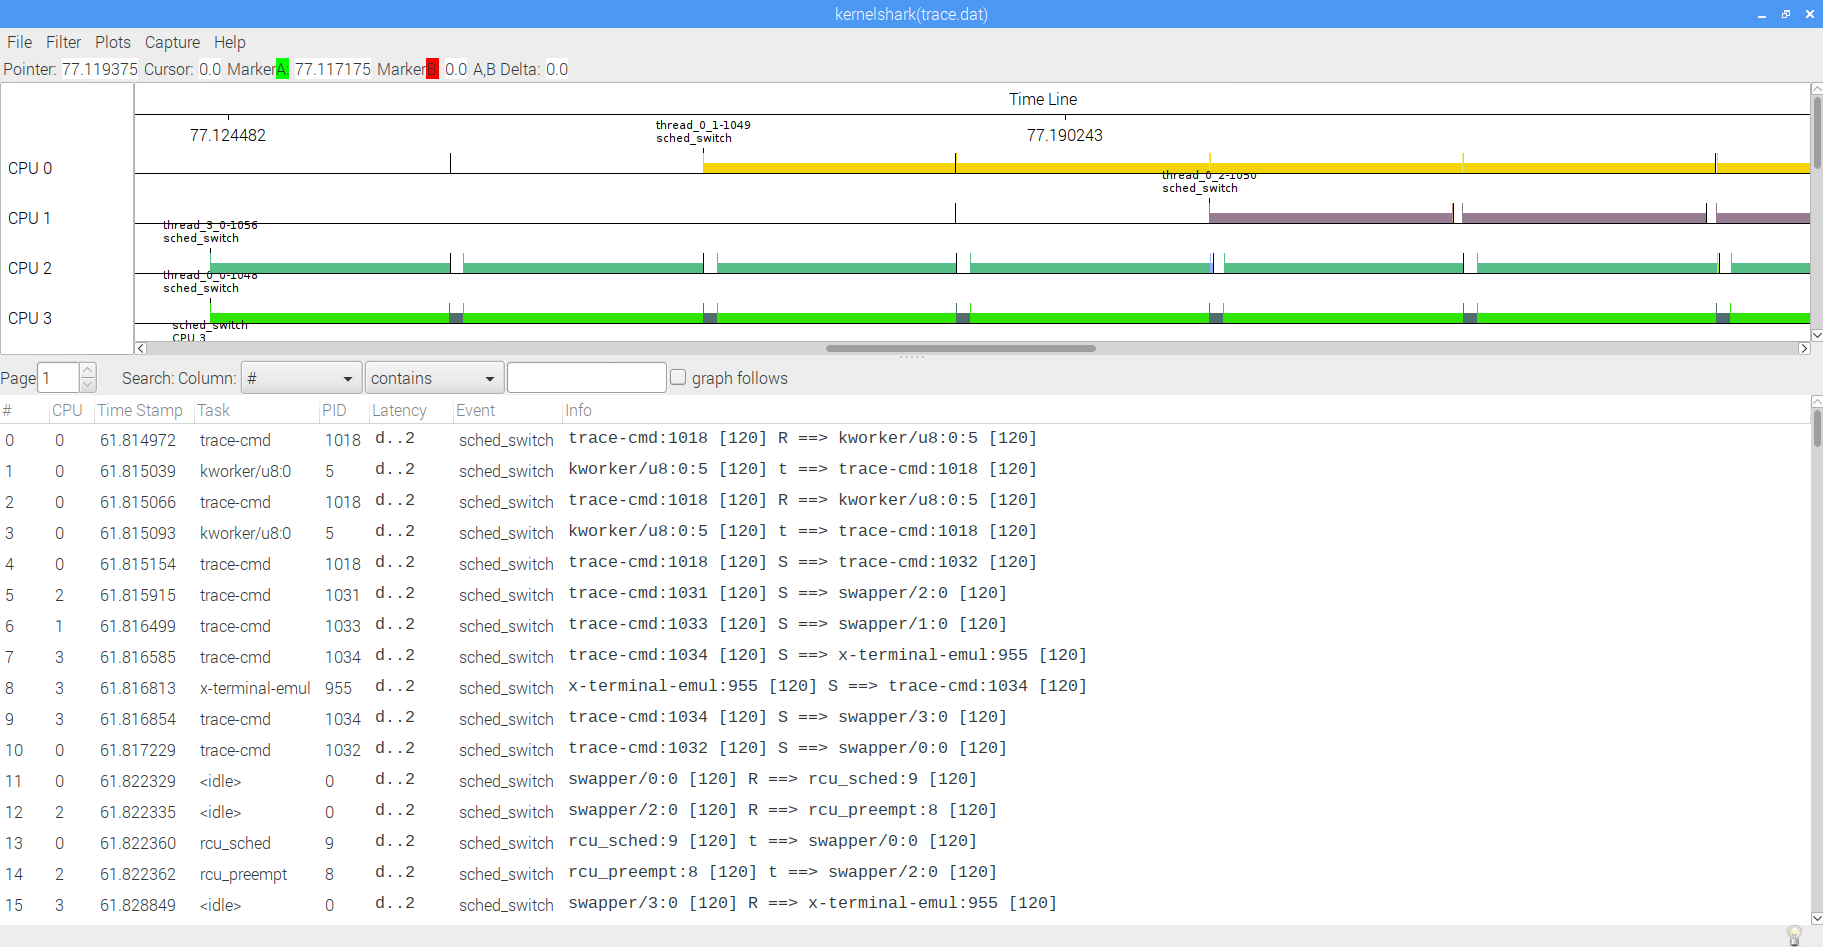 kernelshark(trace.dat)
File Filter Plots Capture Help
Pointer: 77.119375 Cursor: 0.0 MarkerA: 77.117175 MarkerB: 0.0 A,B Delta: 0.0
Time Line
77.124482 77.190243
thread_0_1-1049
sched_switch
CPU 0
thread_0_2-1050
sched_switch
CPU 1
thread_3_0-1056
sched_switch
CPU 2
thread_0_0-1048
sched_switch
CPU 3
sched_switch
CPU 3
Page 1 Search: Column: # contains graph follows
# CPU Time Stamp Task PID Latency Event Info
0 0 61.814972 trace-cmd 1018 d..2 sched_switch trace-cmd:1018 [120] R ==> kworker/u8:0:5 [120]
1 0 61.815039 kworker/u8:0 5 d..2 sched_switch kworker/u8:0:5 [120] t ==> trace-cmd:1018 [120]
2 0 61.815066 trace-cmd 1018 d..2 sched_switch trace-cmd:1018 [120] R ==> kworker/u8:0:5 [120]
3 0 61.815093 kworker/u8:0 5 d..2 sched_switch kworker/u8:0:5 [120] t ==> trace-cmd:1018 [120]
4 0 61.815154 trace-cmd 1018 d..2 sched_switch trace-cmd:1018 [120] S ==> trace-cmd:1032 [120]
5 2 61.815915 trace-cmd 1031 d..2 sched_switch trace-cmd:1031 [120] S ==> swapper/2:0 [120]
6 1 61.816499 trace-cmd 1033 d..2 sched_switch trace-cmd:1033 [120] S ==> swapper/1:0 [120]
7 3 61.816585 trace-cmd 1034 d..2 sched_switch trace-cmd:1034 [120] S ==> x-terminal-emul:955 [120]
8 3 61.816813 x-terminal-emul 955 d..2 sched_switch x-terminal-emul:955 [120] S ==> trace-cmd:1034 [120]
9 3 61.816854 trace-cmd 1034 d..2 sched_switch trace-cmd:1034 [120] S ==> swapper/3:0 [120]
10 0 61.817229 trace-cmd 1032 d..2 sched_switch trace-cmd:1032 [120] S ==> swapper/0:0 [120]
11 0 61.822329 <idle> 0 d..2 sched_switch swapper/0:0 [120] R ==> rcu_sched:9 [120]
12 2 61.822335 <idle> 0 d..2 sched_switch swapper/2:0 [120] R ==> rcu_preempt:8 [120]
13 0 61.822360 rcu_sched 9 d..2 sched_switch rcu_sched:9 [120] t ==> swapper/0:0 [120]
14 2 61.822362 rcu_preempt 8 d..2 sched_switch rcu_preempt:8 [120] t ==> swapper/2:0 [120]
15 3 61.828849 <idle> 0 d..2 sched_switch swapper/3:0 [120] R ==> x-terminal-emul:955 [120]